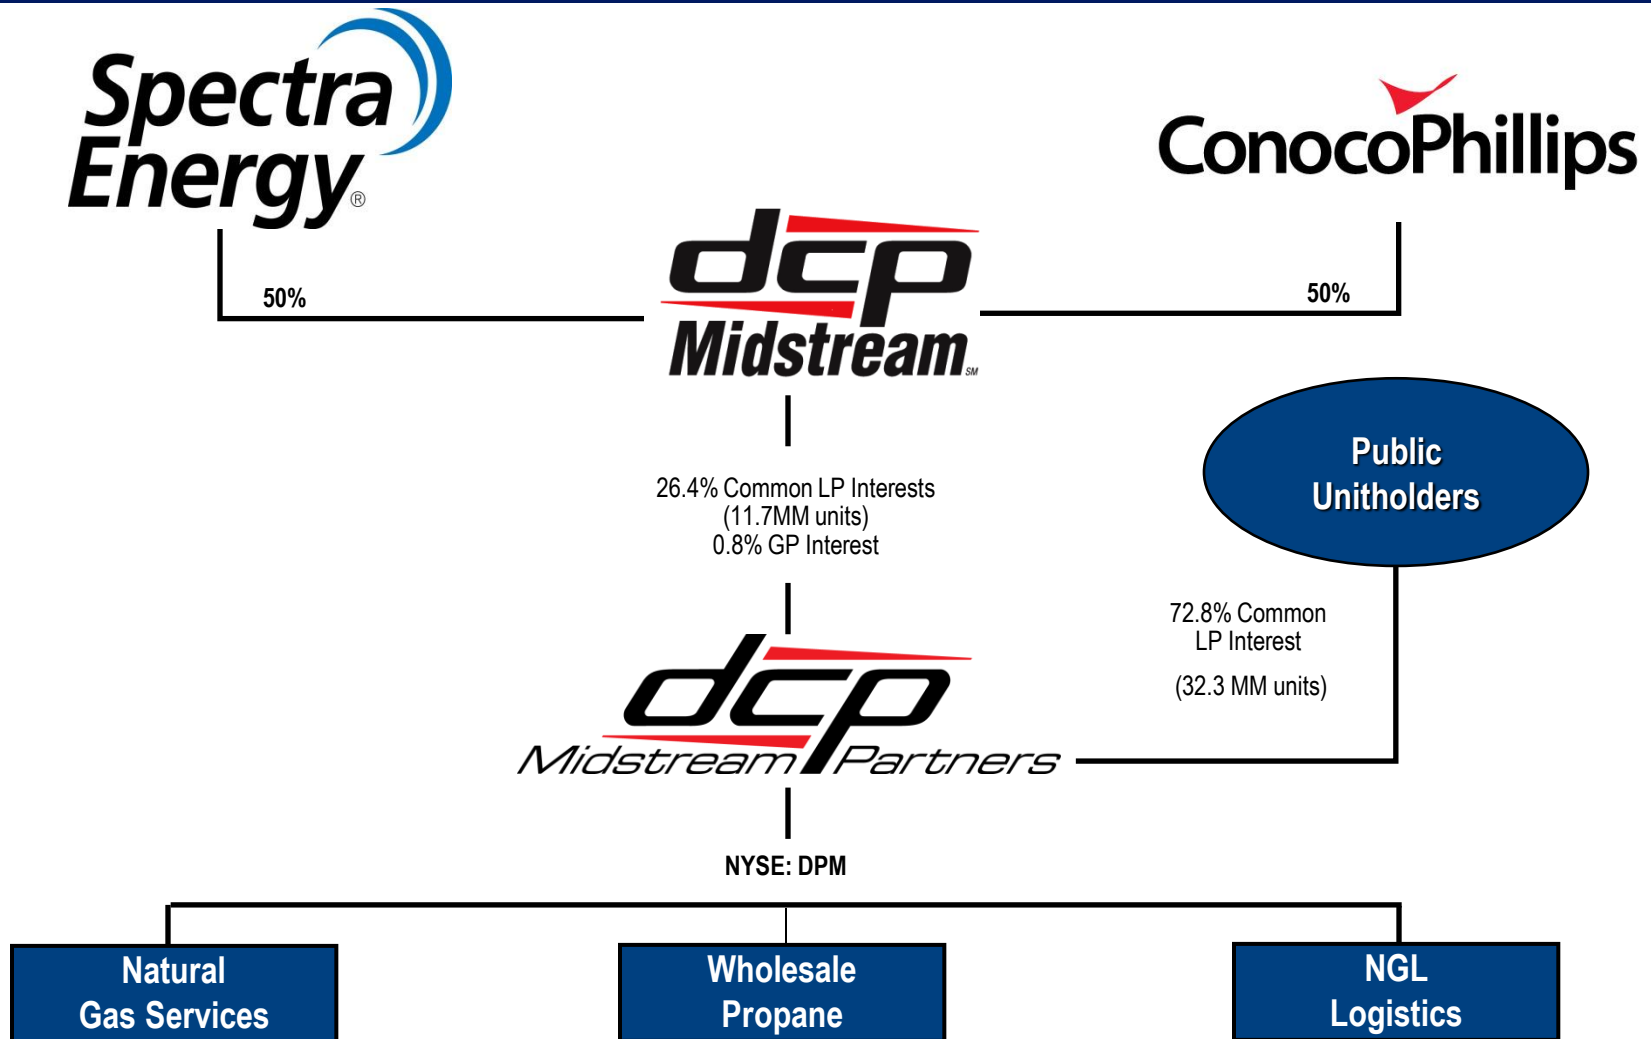 Spectra
Energy®
ConocoPhillips
dcp
Midstream SM
50%
50%
Public
Unitholders
26.4% Common LP Interests
(11.7MM units)
0.8% GP Interest
72.8% Common
LP Interest
(32.3 MM units)
dcp
Midstream Partners
NYSE: DPM
Natural
Gas Services
Wholesale
Propane
NGL
Logistics